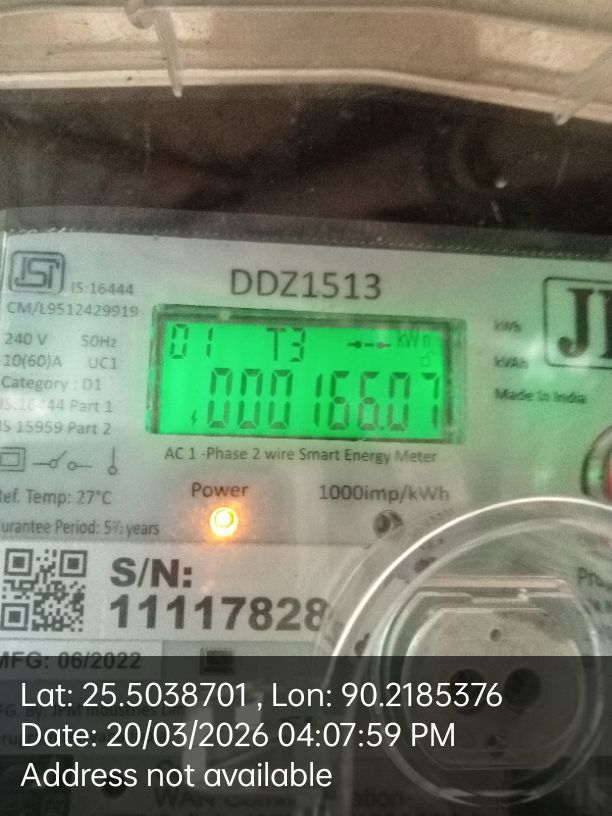 ISI
IS:16444
DDZ1513
CM/L9512429919
240 V 50Hz
10(60)A UC1
Category : D1
IS:16444 Part 1
IS 15959 Part 2
01 T3 kWh
00016607
kWh
kVAh
Made In India
AC 1 -Phase 2 wire Smart Energy Meter
Ref. Temp: 27°C
Power 1000imp/kWh
Gurantee Period: 5½ years
S/N:
11117828
MFG: 06/2022
Lat: 25.5038701 , Lon: 90.2185376
Date: 20/03/2026 04:07:59 PM
Address not available